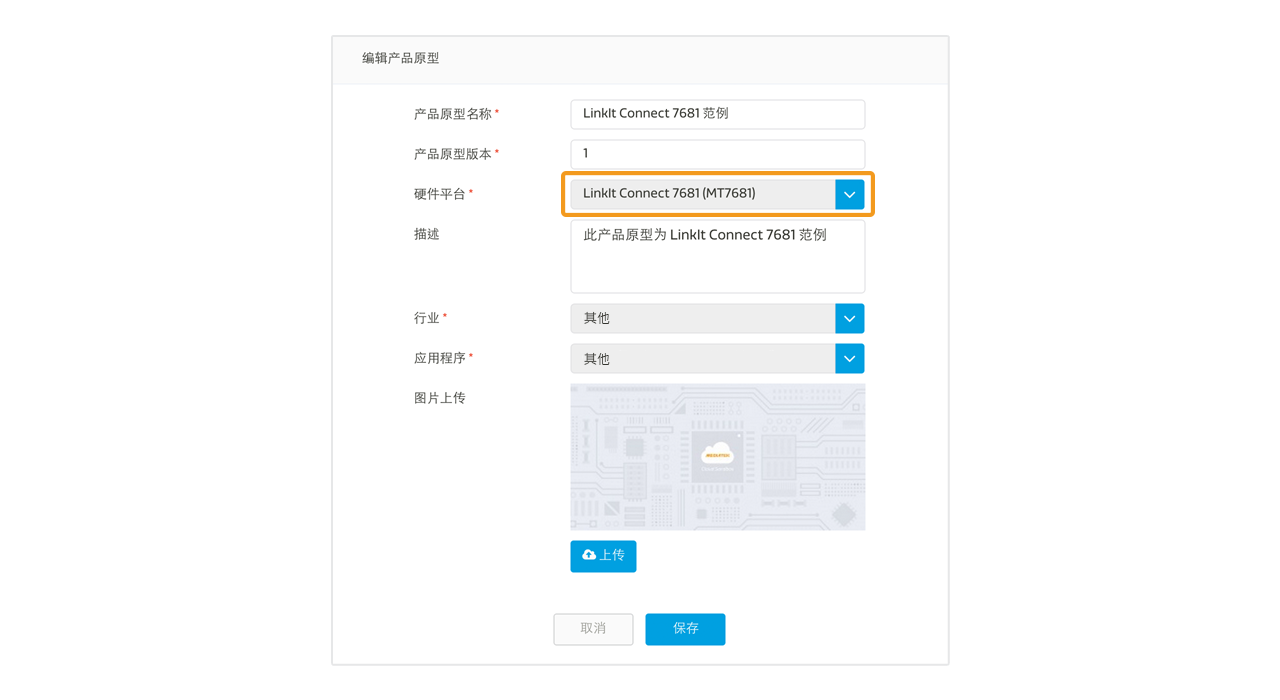 编辑产品原型
产品原型名称* LinkIt Connect 7681 范例
产品原型版本* 1
硬件平台* LinkIt Connect 7681 (MT7681)
描述 此产品原型为 LinkIt Connect 7681 范例
行业* 其他
应用程序* 其他
图片上传
MEDIATEK
上传
取消 保存